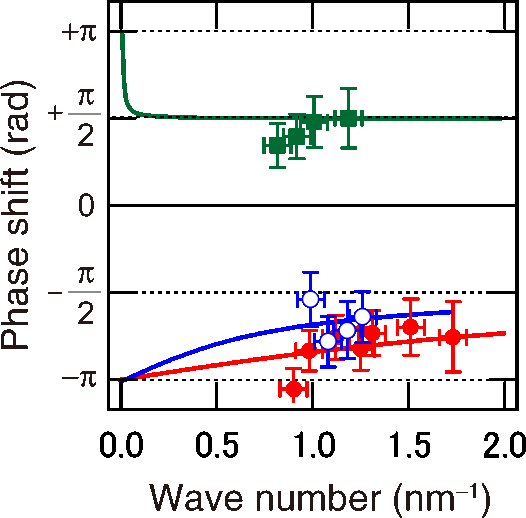 +π
+π/2
0
−π/2
−π
Phase shift (rad)
0.0 0.5 1.0 1.5 2.0
Wave number (nm⁻¹)